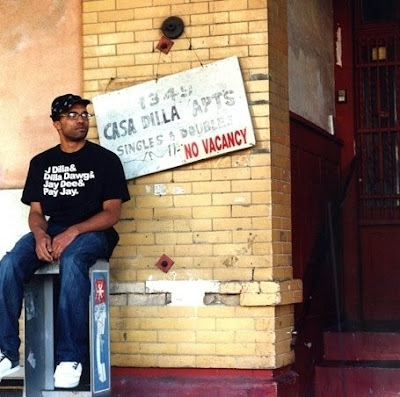 1345
CASA DILLA APTS
SINGLES & DOUBLES
NO VACANCY
J Dilla&
Dilla Dawg&
Jay Dee&
Pay Jay.